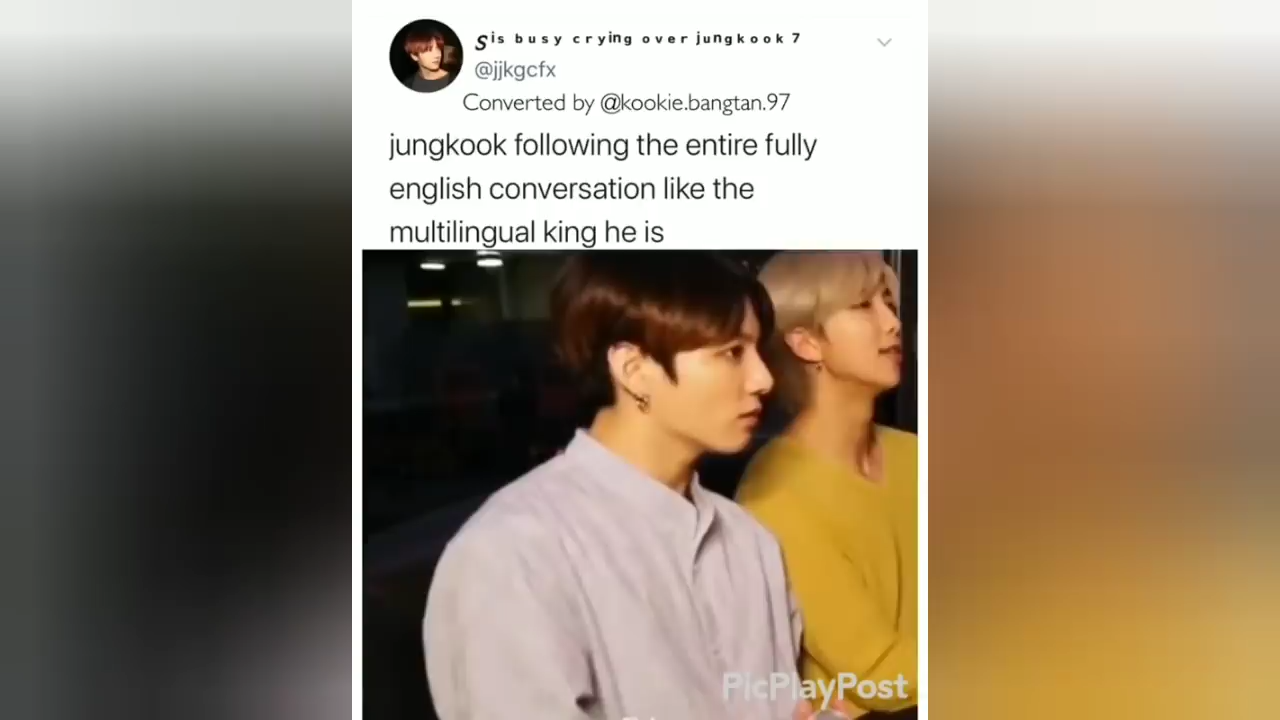 Sis busy crying over jungkook 7
@jjkgcfx
Converted by @kookie.bangtan.97
jungkook following the entire fully
english conversation like the
multilingual king he is
PicPlayPost